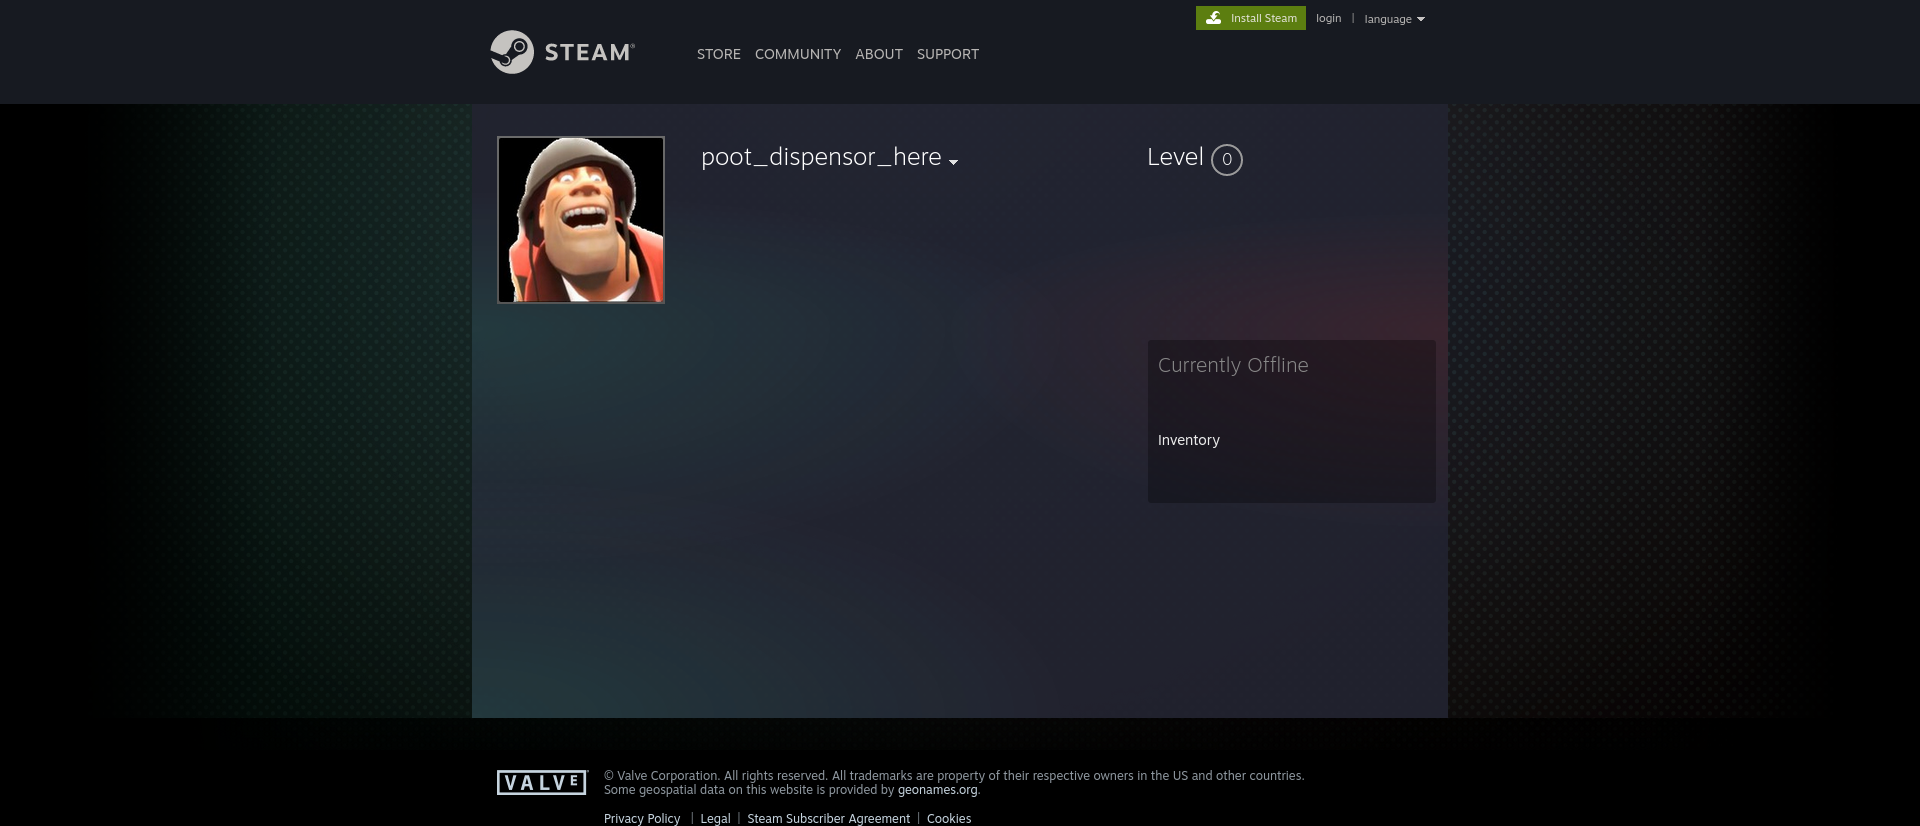 Install Steam login | language
STEAM®
STORE COMMUNITY ABOUT SUPPORT
poot_dispensor_here
Level 0
Currently Offline
Inventory
VALVE
© Valve Corporation. All rights reserved. All trademarks are property of their respective owners in the US and other countries.
Some geospatial data on this website is provided by geonames.org.
Privacy Policy | Legal | Steam Subscriber Agreement | Cookies